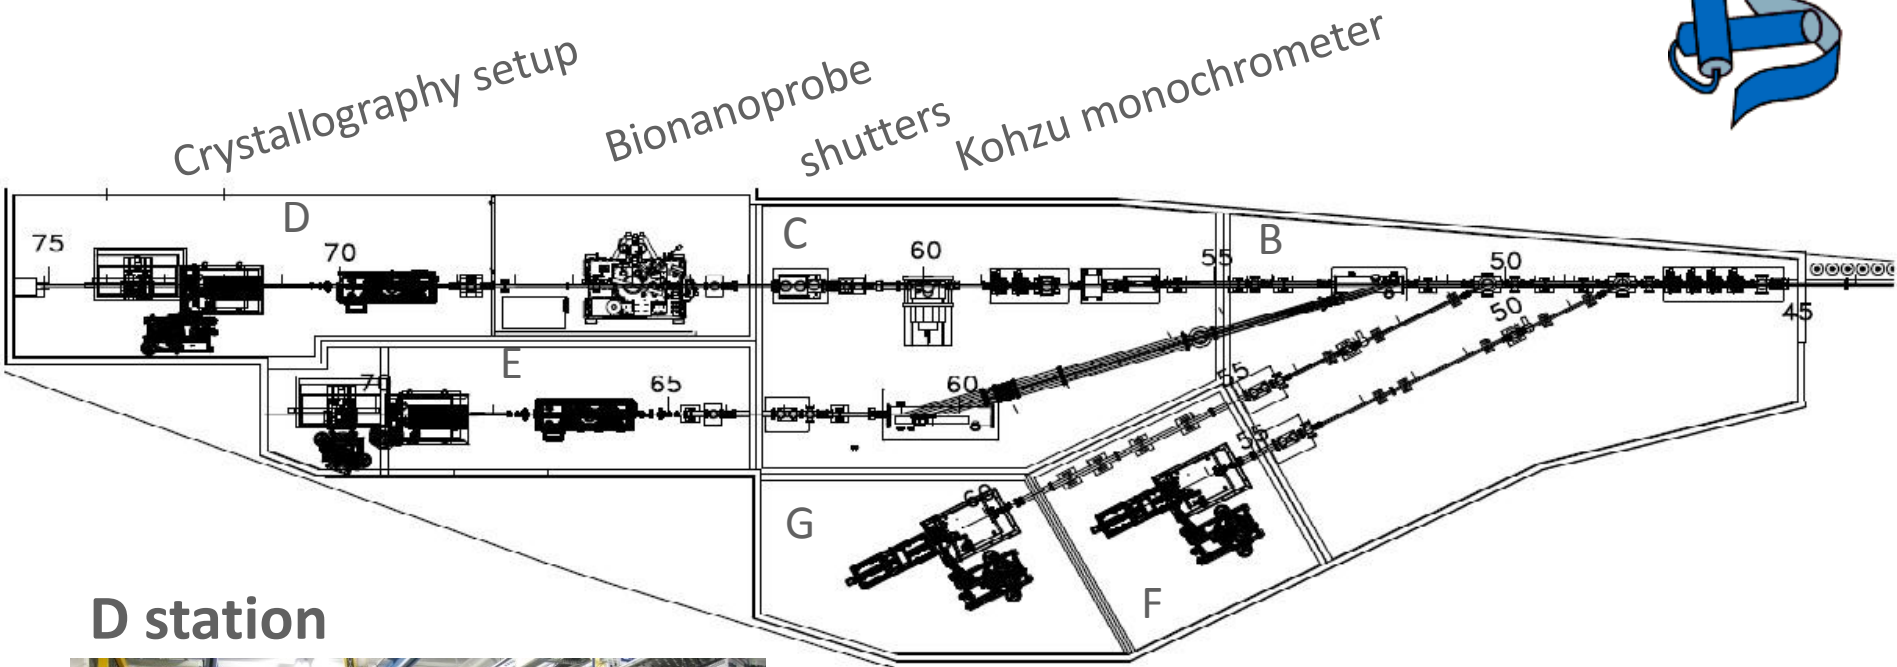 Crystallography setup
Bionanoprobe
shutters
Kohzu monochrometer
D
C
B
75
70
60
55
50
50
45
E
70
65
60
55
55
G
60
F
D station